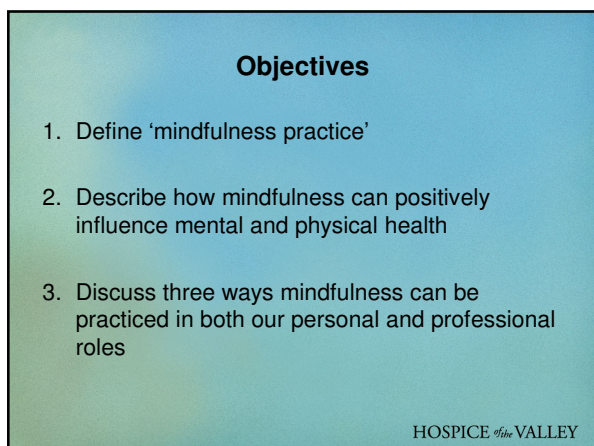 Objectives
1. Define ‘mindfulness practice’
2. Describe how mindfulness can positively
influence mental and physical health
3. Discuss three ways mindfulness can be
practiced in both our personal and professional
roles
HOSPICE of the VALLEY